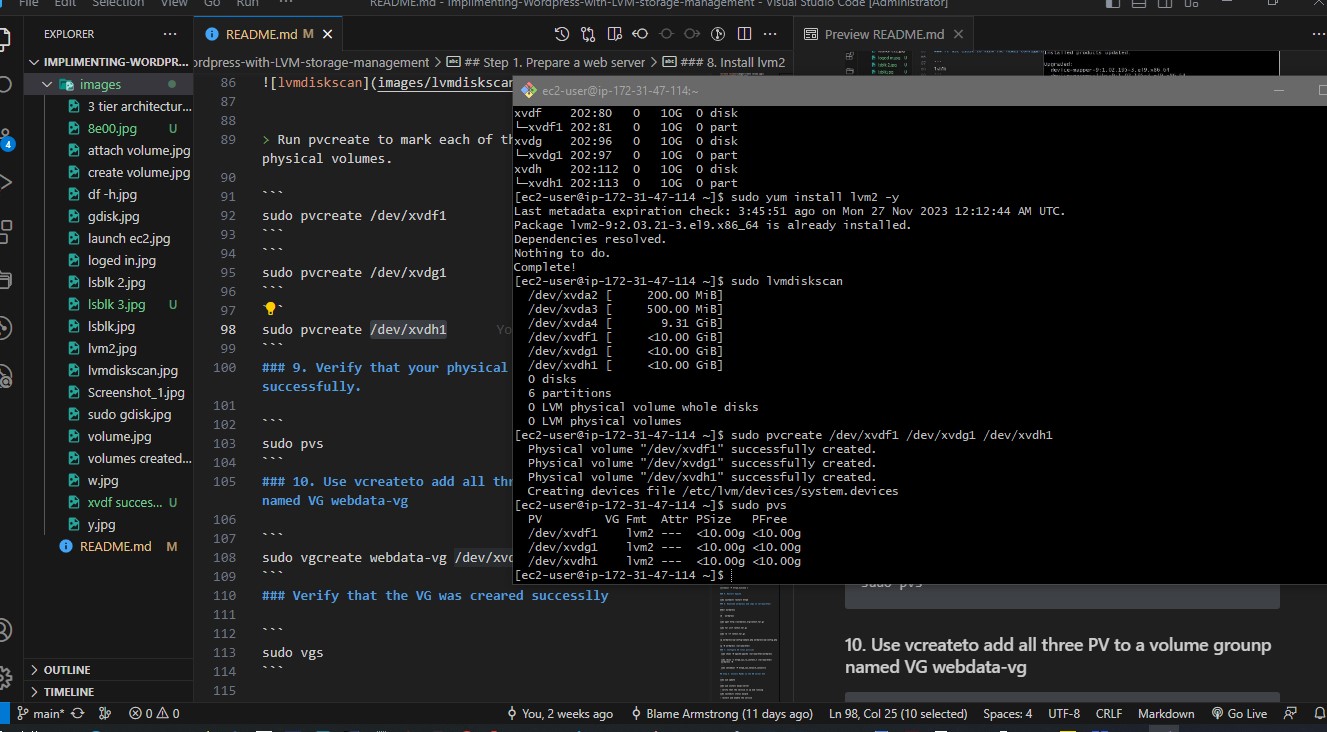 File Edit Selection View Go Run ···
README.md - Implimenting-Wordpress-with-LVM-storage-management - Visual Studio Code [Administrator]
EXPLORER ···
IMPLIMENTING-WORDPR...
images
3 tier architectur...
8e00.jpg U
attach volume.jpg
create volume.jpg
df -h.jpg
gdisk.jpg
launch ec2.jpg
loged in.jpg
lsblk 2.jpg
lsblk 3.jpg U
lsblk.jpg
lvm2.jpg
lvmdiskscan.jpg
Screenshot_1.jpg
sudo gdisk.jpg
volume.jpg
volumes created...
w.jpg
xvdf succes... U
y.jpg
README.md M
OUTLINE
TIMELINE
4
README.md M
ordpress-with-LVM-storage-management > ## Step 1. Prepare a web server > ### 8. Install lvm2
86 ![lvmdiskscan](images/lvmdiskscan
87
88
89 > Run pvcreate to mark each of th
physical volumes.
90
91 ```
92 sudo pvcreate /dev/xvdf1
93 ```
94 ```
95 sudo pvcreate /dev/xvdg1
96 ```
97 `
98 sudo pvcreate /dev/xvdh1 Yo
99 ```
100 ### 9. Verify that your physical
successfully.
101
102 ```
103 sudo pvs
104 ```
105 ### 10. Use vcreateto add all thr
named VG webdata-vg
106
107 ```
108 sudo vgcreate webdata-vg /dev/xvd
109 ```
110 ### Verify that the VG was creared successlly
111
112 ```
113 sudo vgs
114 ```
115
Preview README.md
ec2-user@ip-172-31-47-114:~
xvdf 202:80 0 10G 0 disk
└─xvdf1 202:81 0 10G 0 part
xvdg 202:96 0 10G 0 disk
└─xvdg1 202:97 0 10G 0 part
xvdh 202:112 0 10G 0 disk
└─xvdh1 202:113 0 10G 0 part
[ec2-user@ip-172-31-47-114 ~]$ sudo yum install lvm2 -y
Last metadata expiration check: 3:45:51 ago on Mon 27 Nov 2023 12:12:44 AM UTC.
Package lvm2-9:2.03.21-3.el9.x86_64 is already installed.
Dependencies resolved.
Nothing to do.
Complete!
[ec2-user@ip-172-31-47-114 ~]$ sudo lvmdiskscan
/dev/xvda2 [ 200.00 MiB]
/dev/xvda3 [ 500.00 MiB]
/dev/xvda4 [ 9.31 GiB]
/dev/xvdf1 [ <10.00 GiB]
/dev/xvdg1 [ <10.00 GiB]
/dev/xvdh1 [ <10.00 GiB]
0 disks
6 partitions
0 LVM physical volume whole disks
0 LVM physical volumes
[ec2-user@ip-172-31-47-114 ~]$ sudo pvcreate /dev/xvdf1 /dev/xvdg1 /dev/xvdh1
Physical volume "/dev/xvdf1" successfully created.
Physical volume "/dev/xvdg1" successfully created.
Physical volume "/dev/xvdh1" successfully created.
Creating devices file /etc/lvm/devices/system.devices
[ec2-user@ip-172-31-47-114 ~]$ sudo pvs
PV VG Fmt Attr PSize PFree
/dev/xvdf1 lvm2 --- <10.00g <10.00g
/dev/xvdg1 lvm2 --- <10.00g <10.00g
/dev/xvdh1 lvm2 --- <10.00g <10.00g
[ec2-user@ip-172-31-47-114 ~]$
sudo pvs
10. Use vcreateto add all three PV to a volume grounp
named VG webdata-vg
main* 0 0 You, 2 weeks ago Blame Armstrong (11 days ago) Ln 98, Col 25 (10 selected) Spaces: 4 UTF-8 CRLF Markdown Go Live